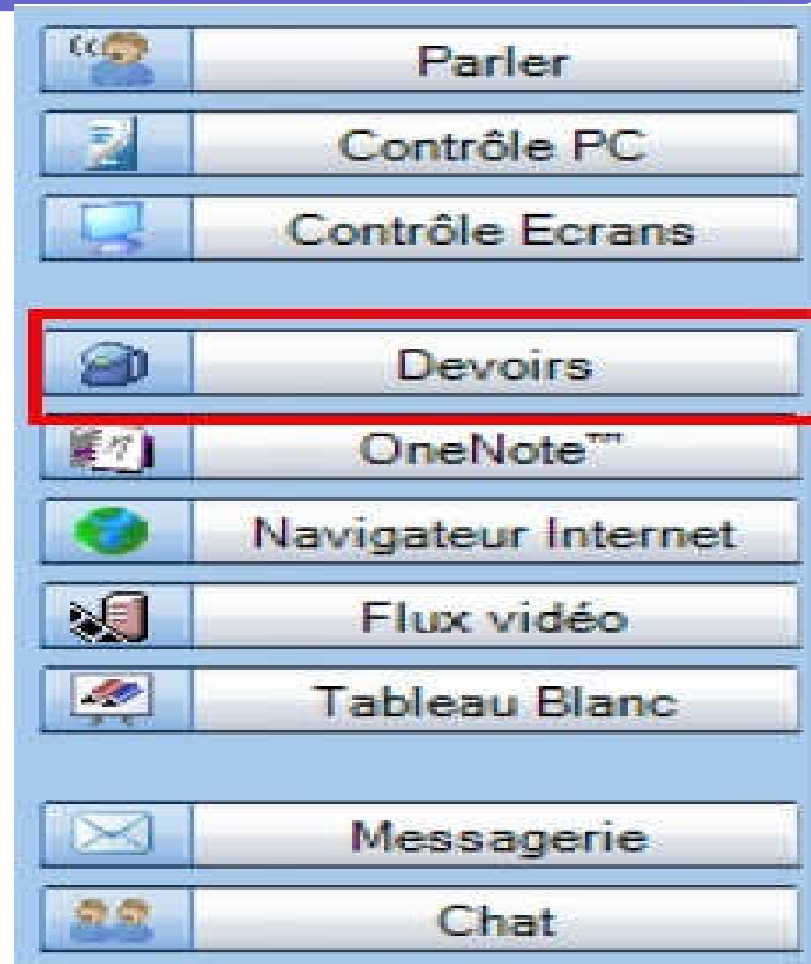 Parler
Contrôle PC
Contrôle Ecrans
Devoirs
OneNote™
Navigateur Internet
Flux vidéo
Tableau Blanc
Messagerie
Chat